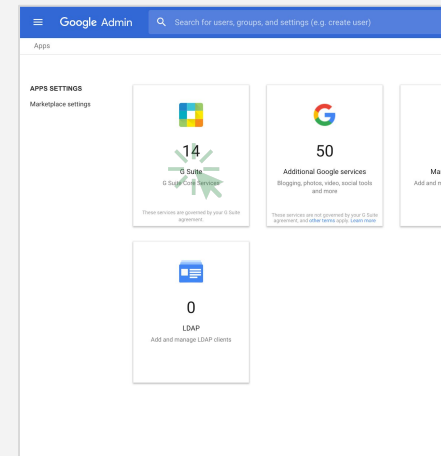 Google Admin
Search for users, groups, and settings (e.g. create user)
Apps
APPS SETTINGS
Marketplace settings
14
G Suite
G Suite Core Services
These services are governed by your G Suite
agreement.
50
Additional Google services
Blogging, photos, video, social tools
and more
These services are not governed by your G Suite
agreement, and other terms apply. Learn more
Add and
0
LDAP
Add and manage LDAP clients